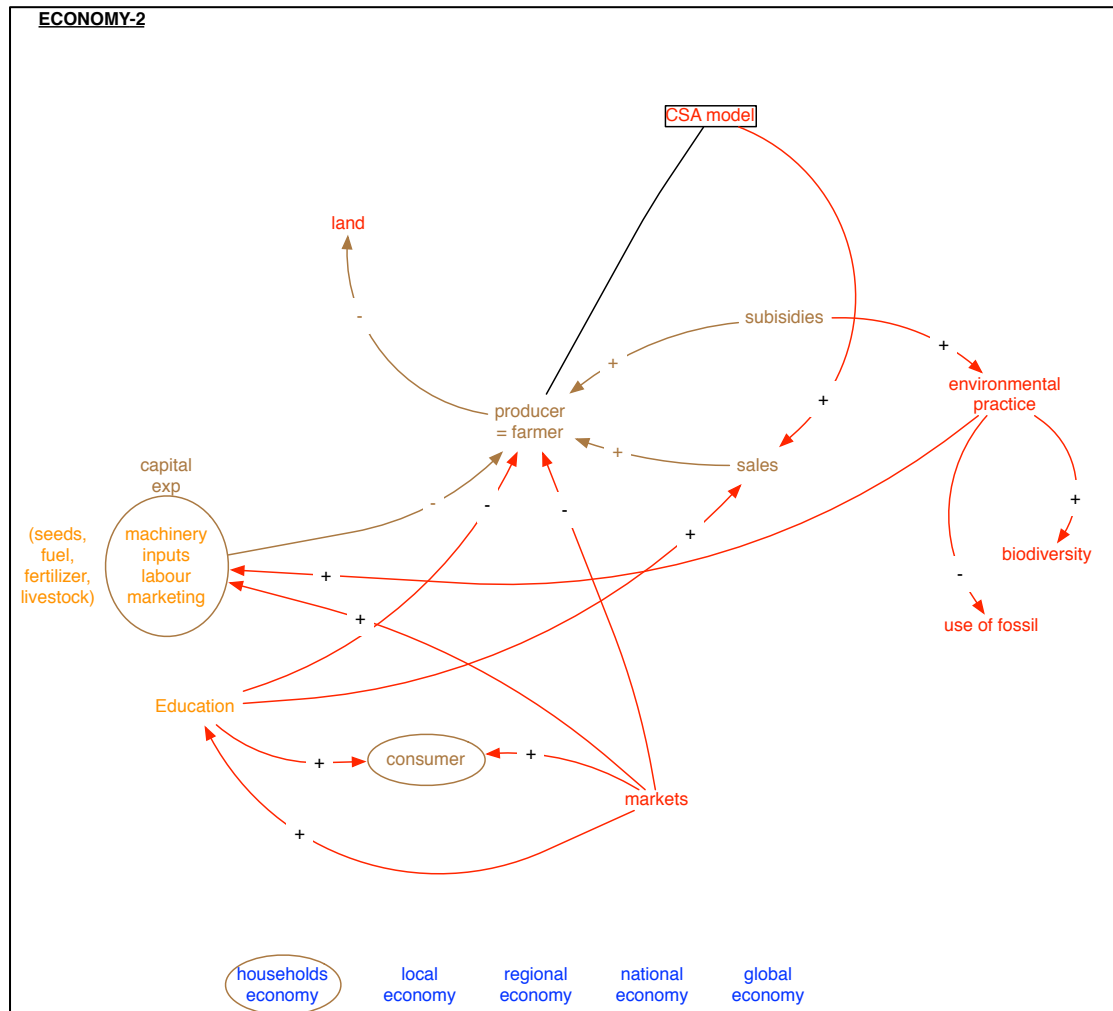 ECONOMY-2
CSA model
land
-
subisidies
+
+
environmental
practice
producer
= farmer
+
+
sales
capital
exp
-
-
-
+
+
(seeds,
fuel,
fertilizer,
livestock)
machinery
inputs
labour
marketing
biodiversity
+
-
use of fossil
+
Education
+
consumer
+
markets
+
households
economy
local
economy
regional
economy
national
economy
global
economy